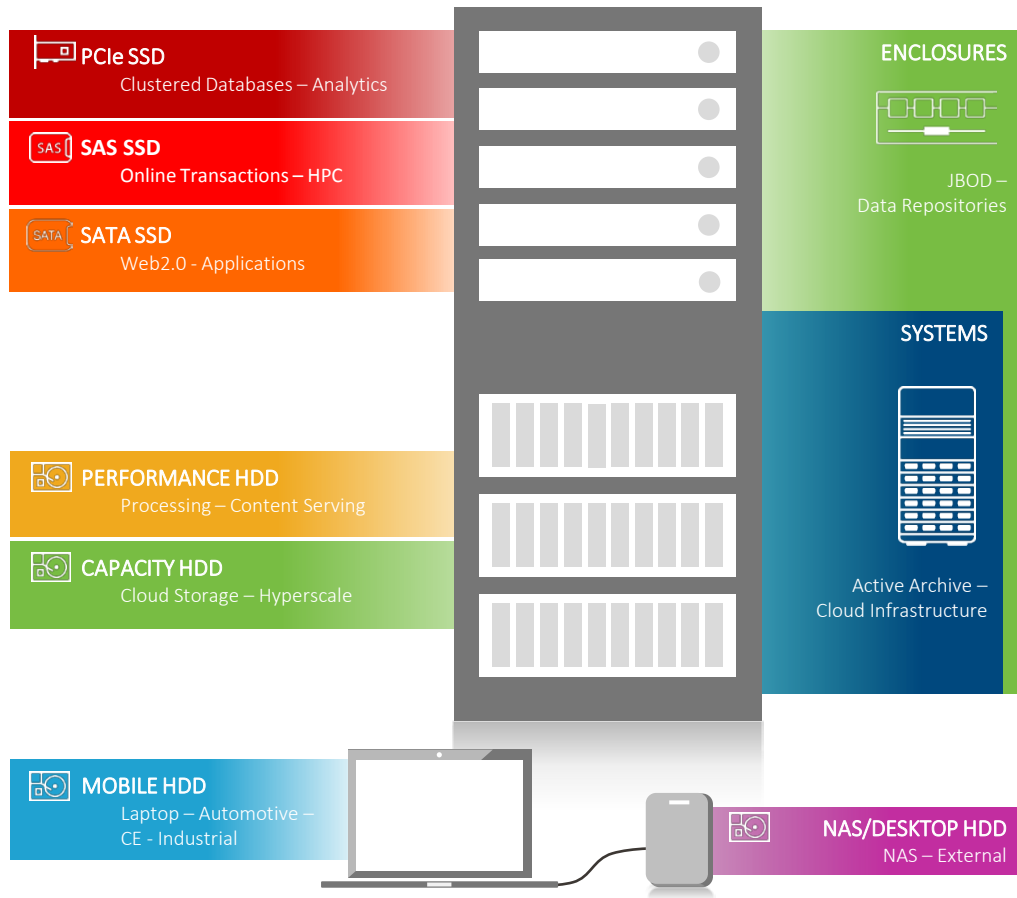 PCIe SSD
Clustered Databases – Analytics
SAS
SAS SSD
Online Transactions – HPC
SATA
SATA SSD
Web2.0 - Applications
PERFORMANCE HDD
Processing – Content Serving
CAPACITY HDD
Cloud Storage – Hyperscale
MOBILE HDD
Laptop – Automotive –
CE - Industrial
ENCLOSURES
JBOD –
Data Repositories
SYSTEMS
Active Archive –
Cloud Infrastructure
NAS/DESKTOP HDD
NAS – External